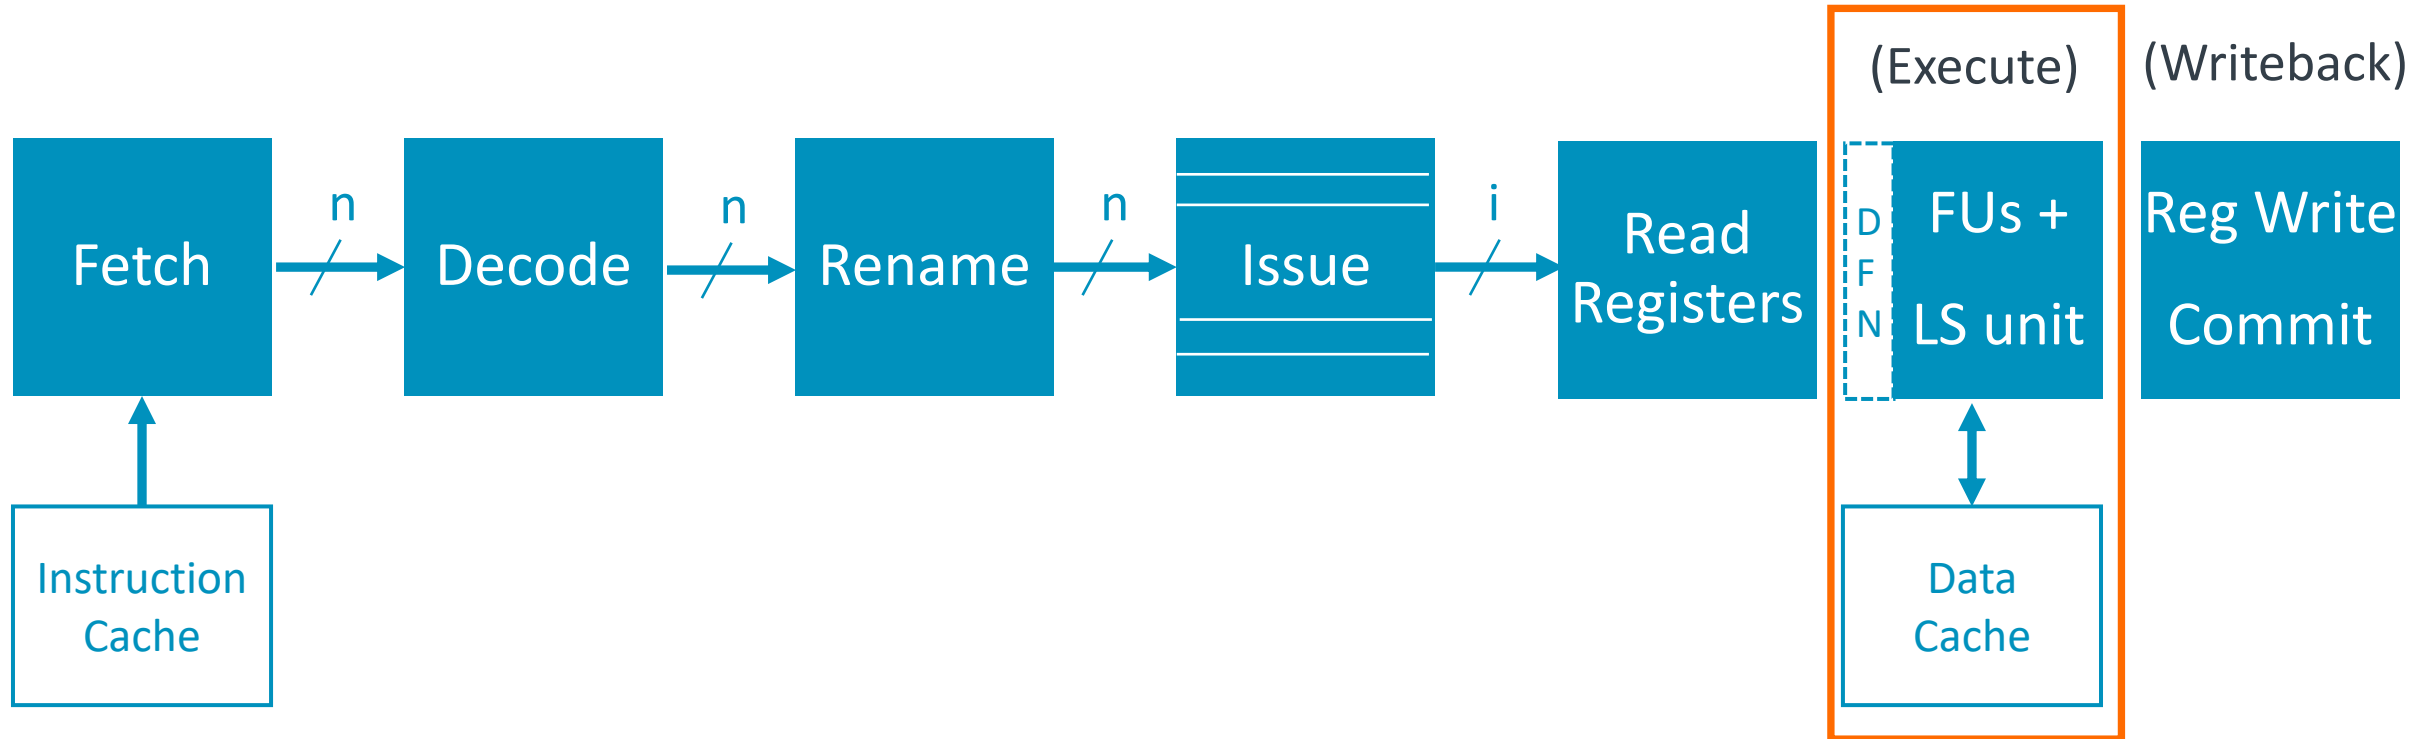 (Execute)
(Writeback)
Fetch
n
Decode
n
Rename
n
Issue
i
Read
Registers
D
F
N
FUs +
LS unit
Reg Write
Commit
Instruction
Cache
Data
Cache